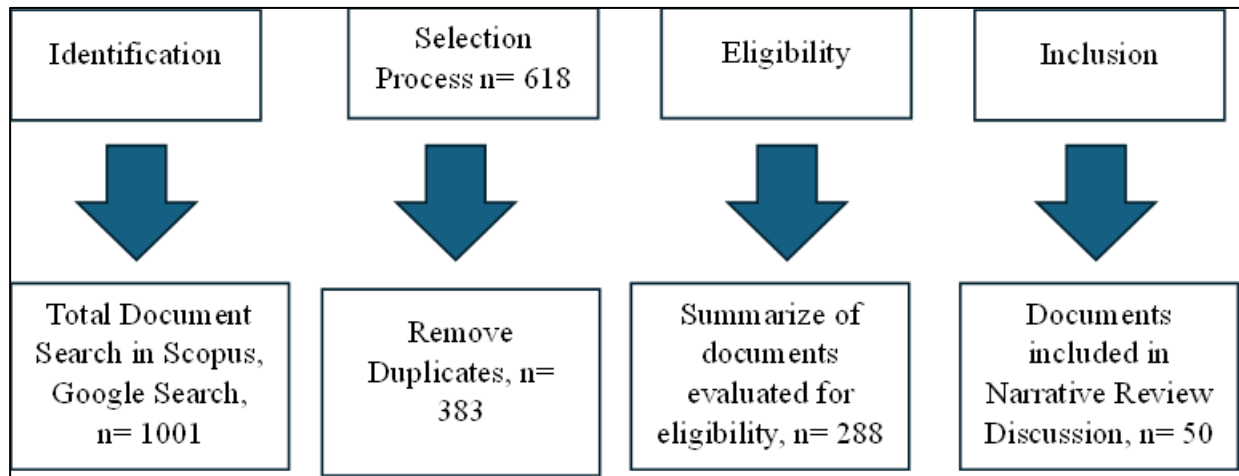 Identification
Selection
Process n= 618
Eligibility
Inclusion
Total Document
Search in Scopus,
Google Search,
n= 1001
Remove
Duplicates, n=
383
Summarize of
documents
evaluated for
eligibility, n= 288
Documents
included in
Narrative Review
Discussion, n= 50